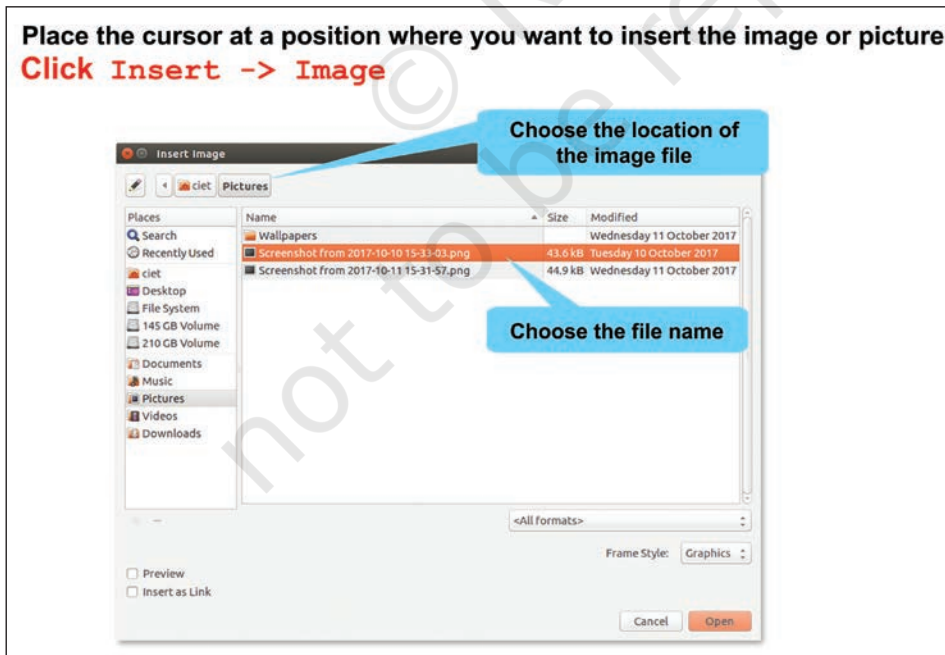 Place the cursor at a position where you want to insert the image or picture
Click Insert -> Image
Choose the location of
the image file
Insert Image
ciet Pictures
Places Name Size Modified
Search Wallpapers Wednesday 11 October 2017
Recently Used Screenshot from 2017-10-10 15-33-03.png 43.6 kB Tuesday 10 October 2017
ciet Screenshot from 2017-10-11 15-31-57.png 44.9 kB Wednesday 11 October 2017
Desktop
File System
145 GB Volume
210 GB Volume
Choose the file name
Documents
Music
Pictures
Videos
Downloads
<All formats>
Frame Style: Graphics
Preview
Insert as Link
Cancel Open
© N
not to be re